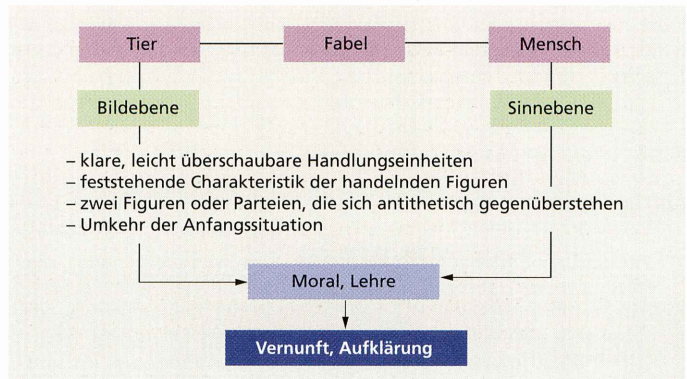 Tier Fabel Mensch
Bildebene Sinnebene
– klare, leicht überschaubare Handlungseinheiten
– feststehende Charakteristik der handelnden Figuren
– zwei Figuren oder Parteien, die sich antithetisch gegenüberstehen
– Umkehr der Anfangssituation
Moral, Lehre
Vernunft, Aufklärung